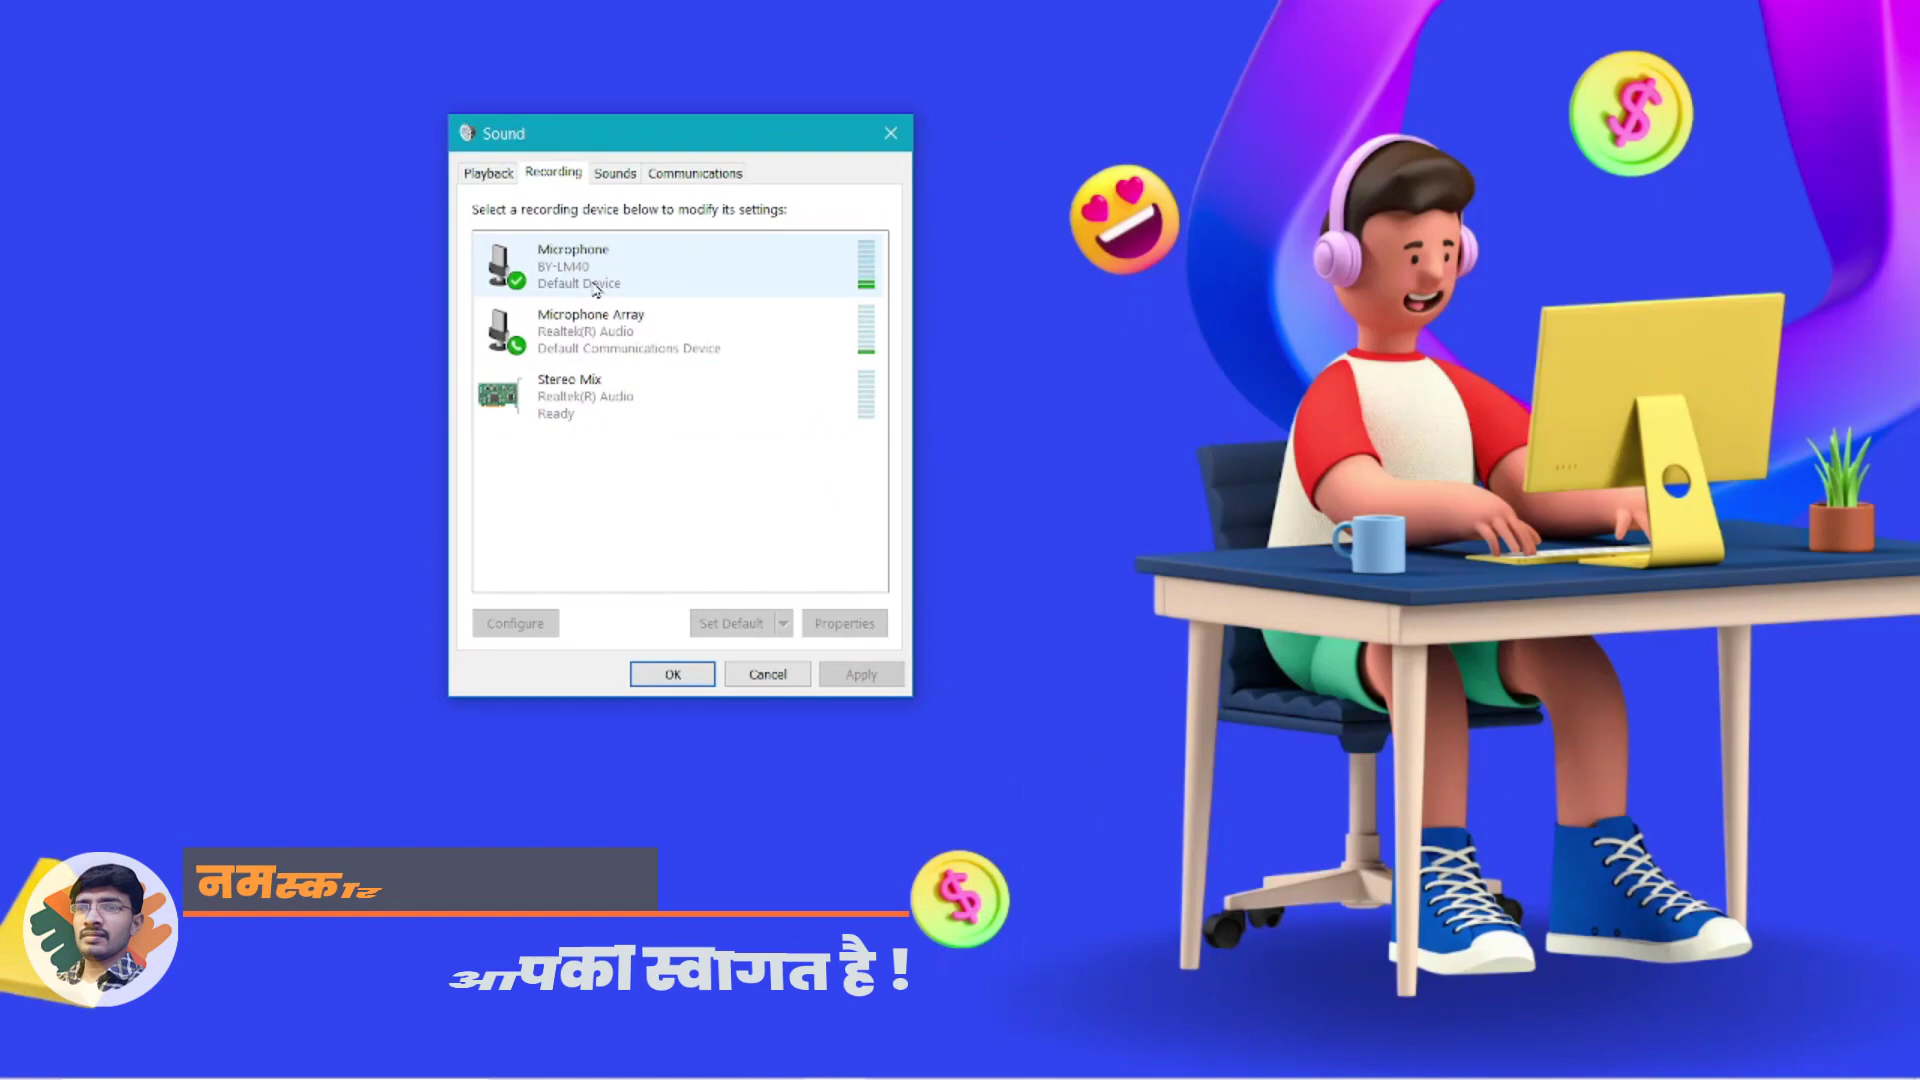 Sound
Playback Recording Sounds Communications
Select a recording device below to modify its settings:
Microphone
BY-LM40
Default Device
Microphone Array
Realtek(R) Audio
Default Communications Device
Stereo Mix
Realtek(R) Audio
Ready
Configure Set Default Properties
OK Cancel Apply
नमस्कार
आपका स्वागत है !